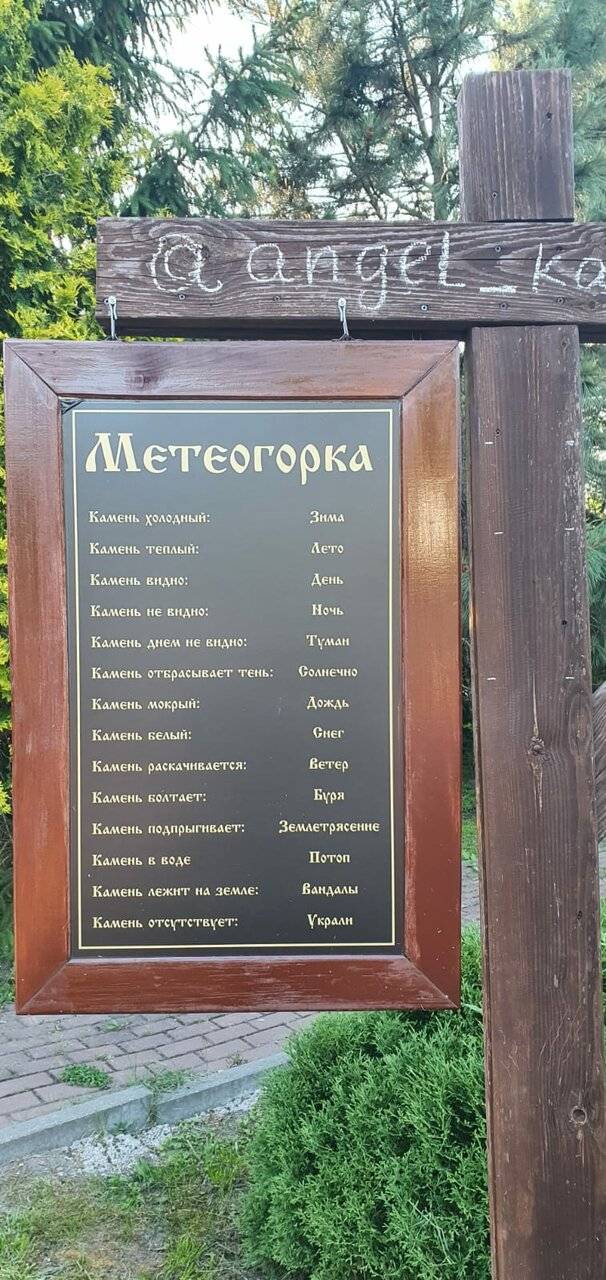 @angel_ka
Метеогорка
Камень холодный: Зима
Камень теплый: Лето
Камень видно: День
Камень не видно: Ночь
Камень днем не видно: Туман
Камень отбрасывает тень: Солнечно
Камень мокрый: Дождь
Камень белый: Снег
Камень раскачивается: Ветер
Камень болтает: Буря
Камень подпрыгивает: Землетрясение
Камень в воде Потоп
Камень лежит на земле: Вандалы
Камень отсутствует: Украли